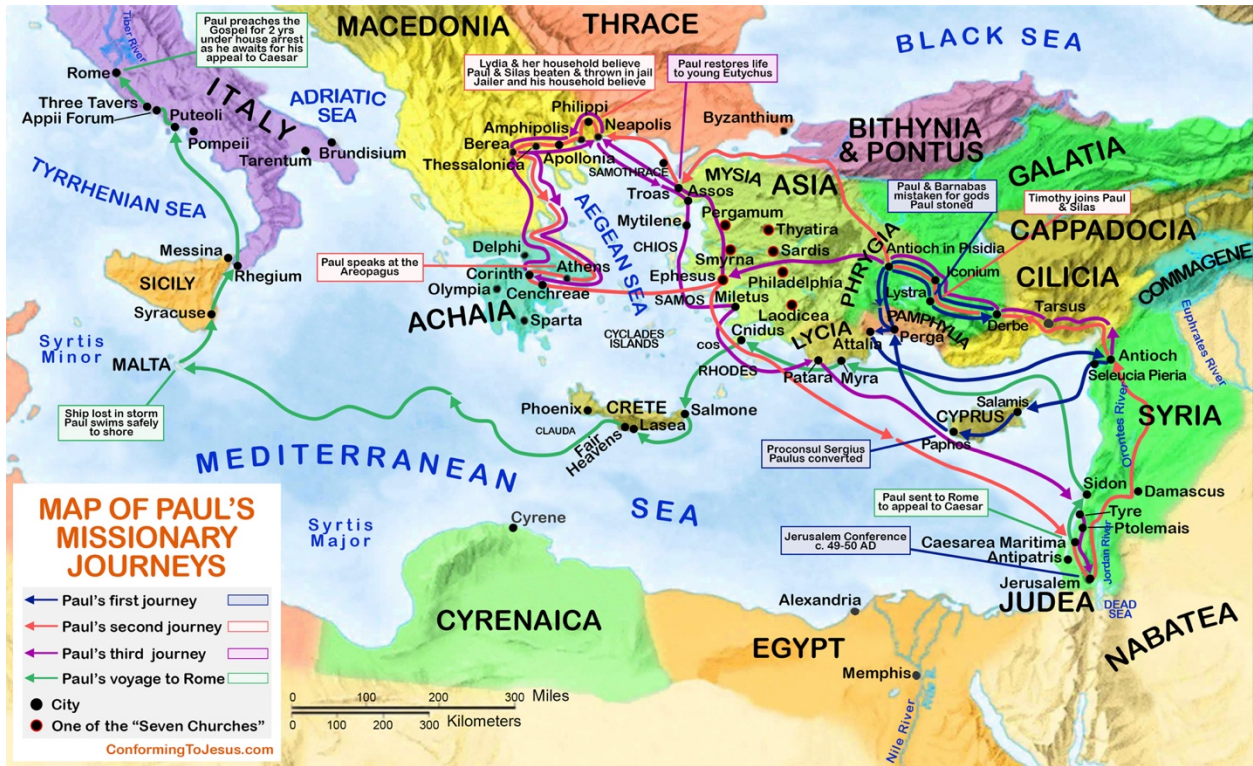 MACEDONIA
THRACE
BLACK SEA
Tiber River
Paul preaches the
Gospel for 2 yrs
under house arrest
as he awaits for his
appeal to Caesar
Lydia & her household believe
Paul & Silas beaten & thrown in jail
Jailer and his household believe
Paul restores life
to young Eutychus
Rome
ITALY
ADRIATIC
SEA
Three Tavers
Appii Forum
Puteoli
Pompeii
Tarentum
Brundisium
Philippi
Neapolis
Amphipolis
Berea
Apollonia
Thessalonica
Byzanthium
BITHYNIA
& PONTUS
GALATIA
SAMOTHRACE
MYSIA
ASIA
Troas
Assos
Paul & Barnabas
mistaken for gods
Paul stoned
Timothy joins Paul
& Silas
CAPPADOCIA
TYRRHENIAN SEA
AEGEAN SEA
Mytilene
Pergamum
Thyatira
CHIOS
Sardis
Smyrna
Philadelphia
PHRYGIA
Antioch in Pisidia
Iconium
CILICIA
COMMAGENE
Messina
Rhegium
SICILY
Syracuse
Paul speaks at the
Areopagus
Delphi
Corinth
Athens
Olympia
Cenchreae
ACHAIA
Sparta
Ephesus
SAMOS
Miletus
Laodicea
Lystra
Derbe
Tarsus
Euphrates River
PAMPHYLIA
Perga
Attalia
LYCIA
Cnidus
CYCLADES
ISLANDS
COS
RHODES
Patara
Myra
Antioch
Seleucia Pieria
Syrtis
Minor
MALTA
Ship lost in storm
Paul swims safely
to shore
Phoenix
CRETE
Salmone
CLAUDA
Lasea
Fair
Heavens
Salamis
CYPRUS
Paphos
SYRIA
Orontes River
Proconsul Sergius
Paulus converted
MEDITERRANEAN
SEA
Sidon
Damascus
Paul sent to Rome
to appeal to Caesar
Tyre
Ptolemais
Jerusalem Conference
c. 49-50 AD
Caesarea Maritima
Antipatris
Jordan River
Jerusalem
JUDEA
DEAD
SEA
NABATEA
Syrtis
Major
Cyrene
CYRENAICA
Alexandria
EGYPT
Memphis
Nile River
MAP OF PAUL'S
MISSIONARY
JOURNEYS
Paul's first journey
Paul's second journey
Paul's third journey
Paul's voyage to Rome
City
One of the "Seven Churches"
ConformingToJesus.com
0 100 200 300 Miles
0 100 200 300 Kilometers